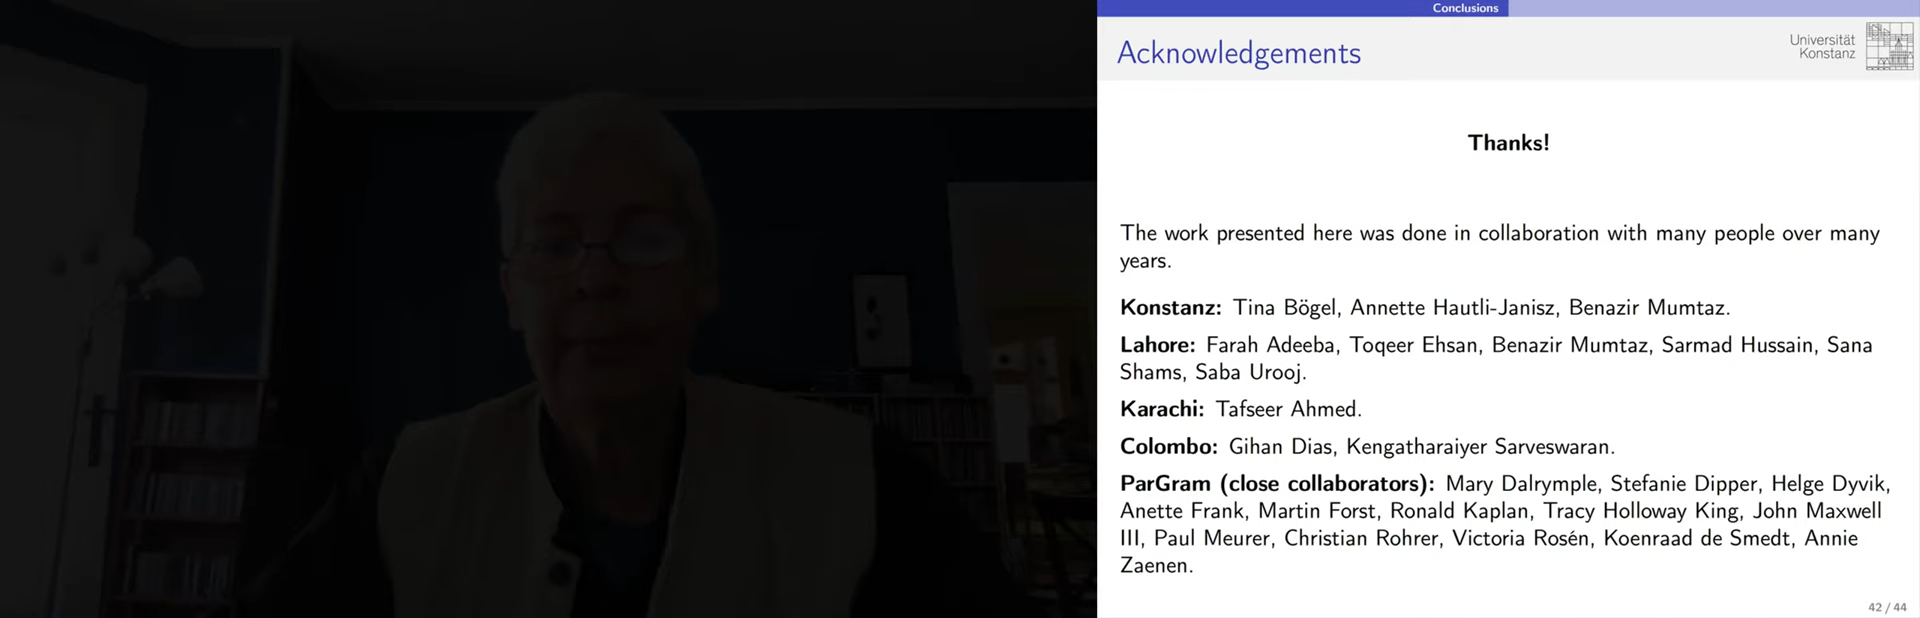 Conclusions
Acknowledgements
Universität
Konstanz
Thanks!
The work presented here was done in collaboration with many people over many
years.
Konstanz: Tina Bögel, Annette Hautli-Janisz, Benazir Mumtaz.
Lahore: Farah Adeeba, Toqeer Ehsan, Benazir Mumtaz, Sarmad Hussain, Sana
Shams, Saba Urooj.
Karachi: Tafseer Ahmed.
Colombo: Gihan Dias, Kengatharaiyer Sarveswaran.
ParGram (close collaborators): Mary Dalrymple, Stefanie Dipper, Helge Dyvik,
Anette Frank, Martin Forst, Ronald Kaplan, Tracy Holloway King, John Maxwell
III, Paul Meurer, Christian Rohrer, Victoria Rosén, Koenraad de Smedt, Annie
Zaenen.
42 / 44